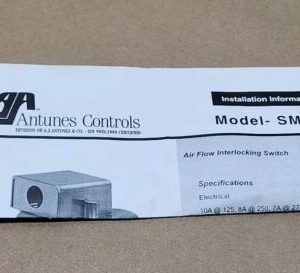 Antunes Controls
DIVISION OF A.J. ANTUNES & CO. - ISO 9001:2000 CERTIFIED
Installation Informa
Model- SM
Air Flow Interlocking Switch
Specifications
Electrical
10A @ 125, 8A @ 250, 7A @ 27